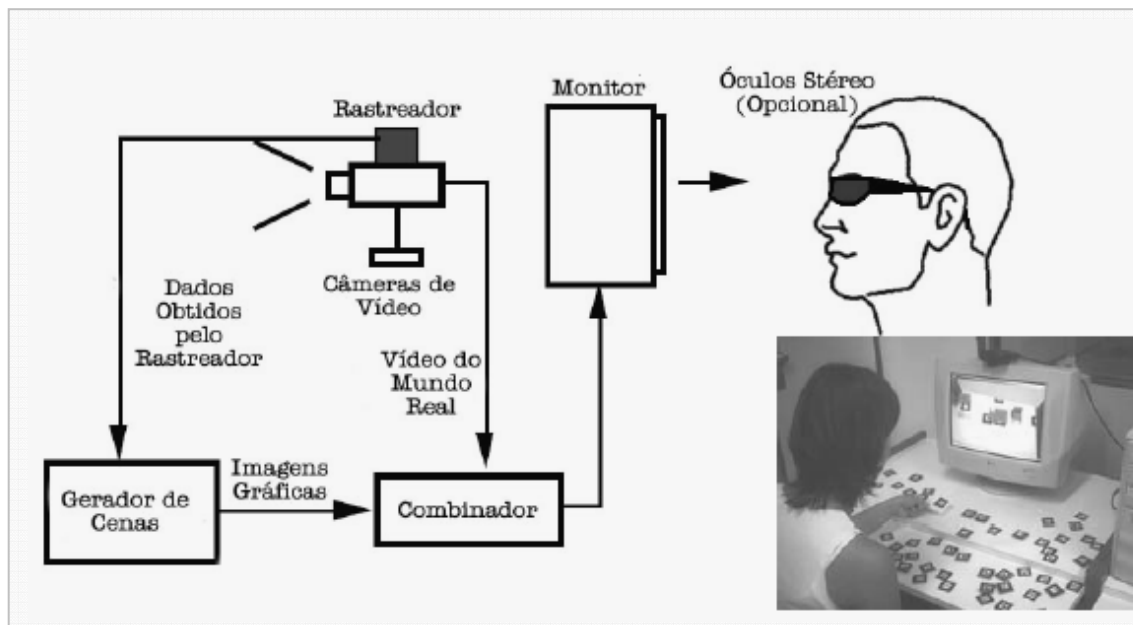 Óculos Stéreo
(Opcional)
Monitor
Rastreador
Câmeras de
Vídeo
Dados
Obtidos
pelo
Rastreador
Vídeo do
Mundo
Real
Imagens
Gráficas
Gerador de
Cenas
Combinador